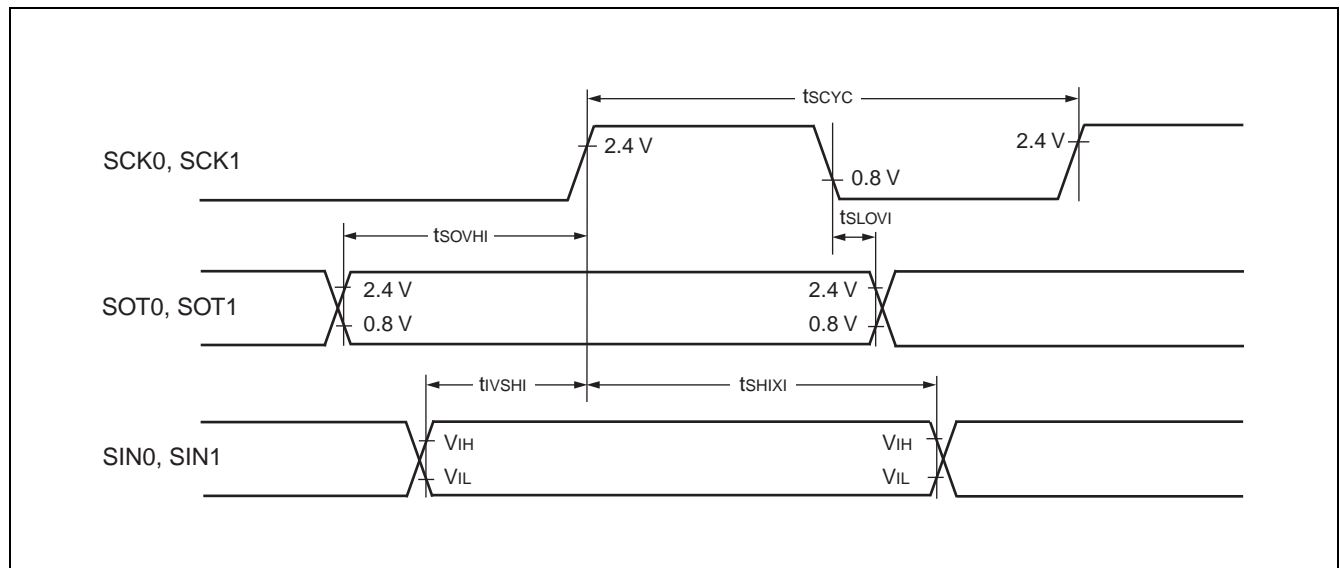 tSCYC
SCK0, SCK1
2.4 V
2.4 V
0.8 V
tSLOVI
tSOVHI
SOT0, SOT1
2.4 V
2.4 V
0.8 V
0.8 V
tIVSHI
tSHIXI
SIN0, SIN1
VIH
VIH
VIL
VIL